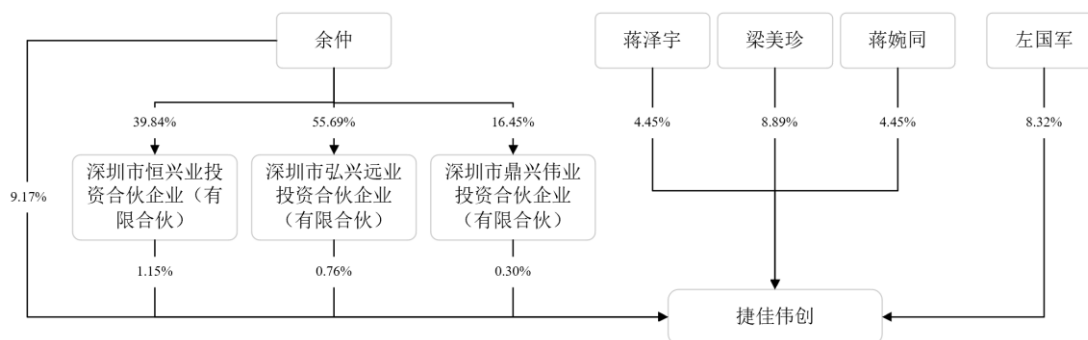 余仲
蒋泽宇
梁美珍
蒋婉同
左国军
39.84%
55.69%
16.45%
4.45%
8.89%
4.45%
8.32%
9.17%
深圳市恒兴业投
资合伙企业（有
限合伙）
深圳市弘兴远业
投资合伙企业
（有限合伙）
深圳市鼎兴伟业
投资合伙企业
（有限合伙）
1.15%
0.76%
0.30%
捷佳伟创